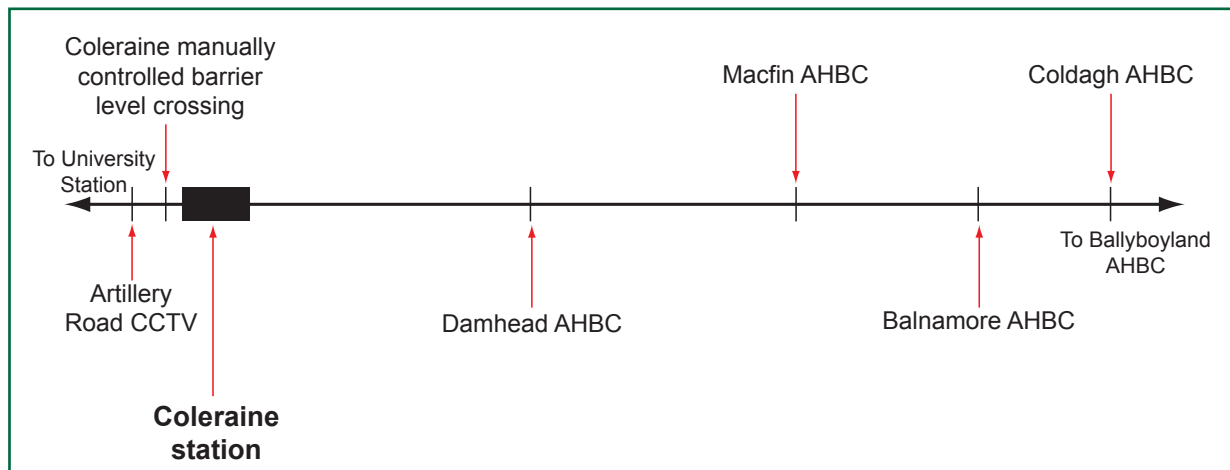 Coleraine manually
controlled barrier
level crossing
Macfin AHBC
Coldagh AHBC
To University
Station
To Ballyboyland
AHBC
Artillery
Road CCTV
Damhead AHBC
Balnamore AHBC
Coleraine
station